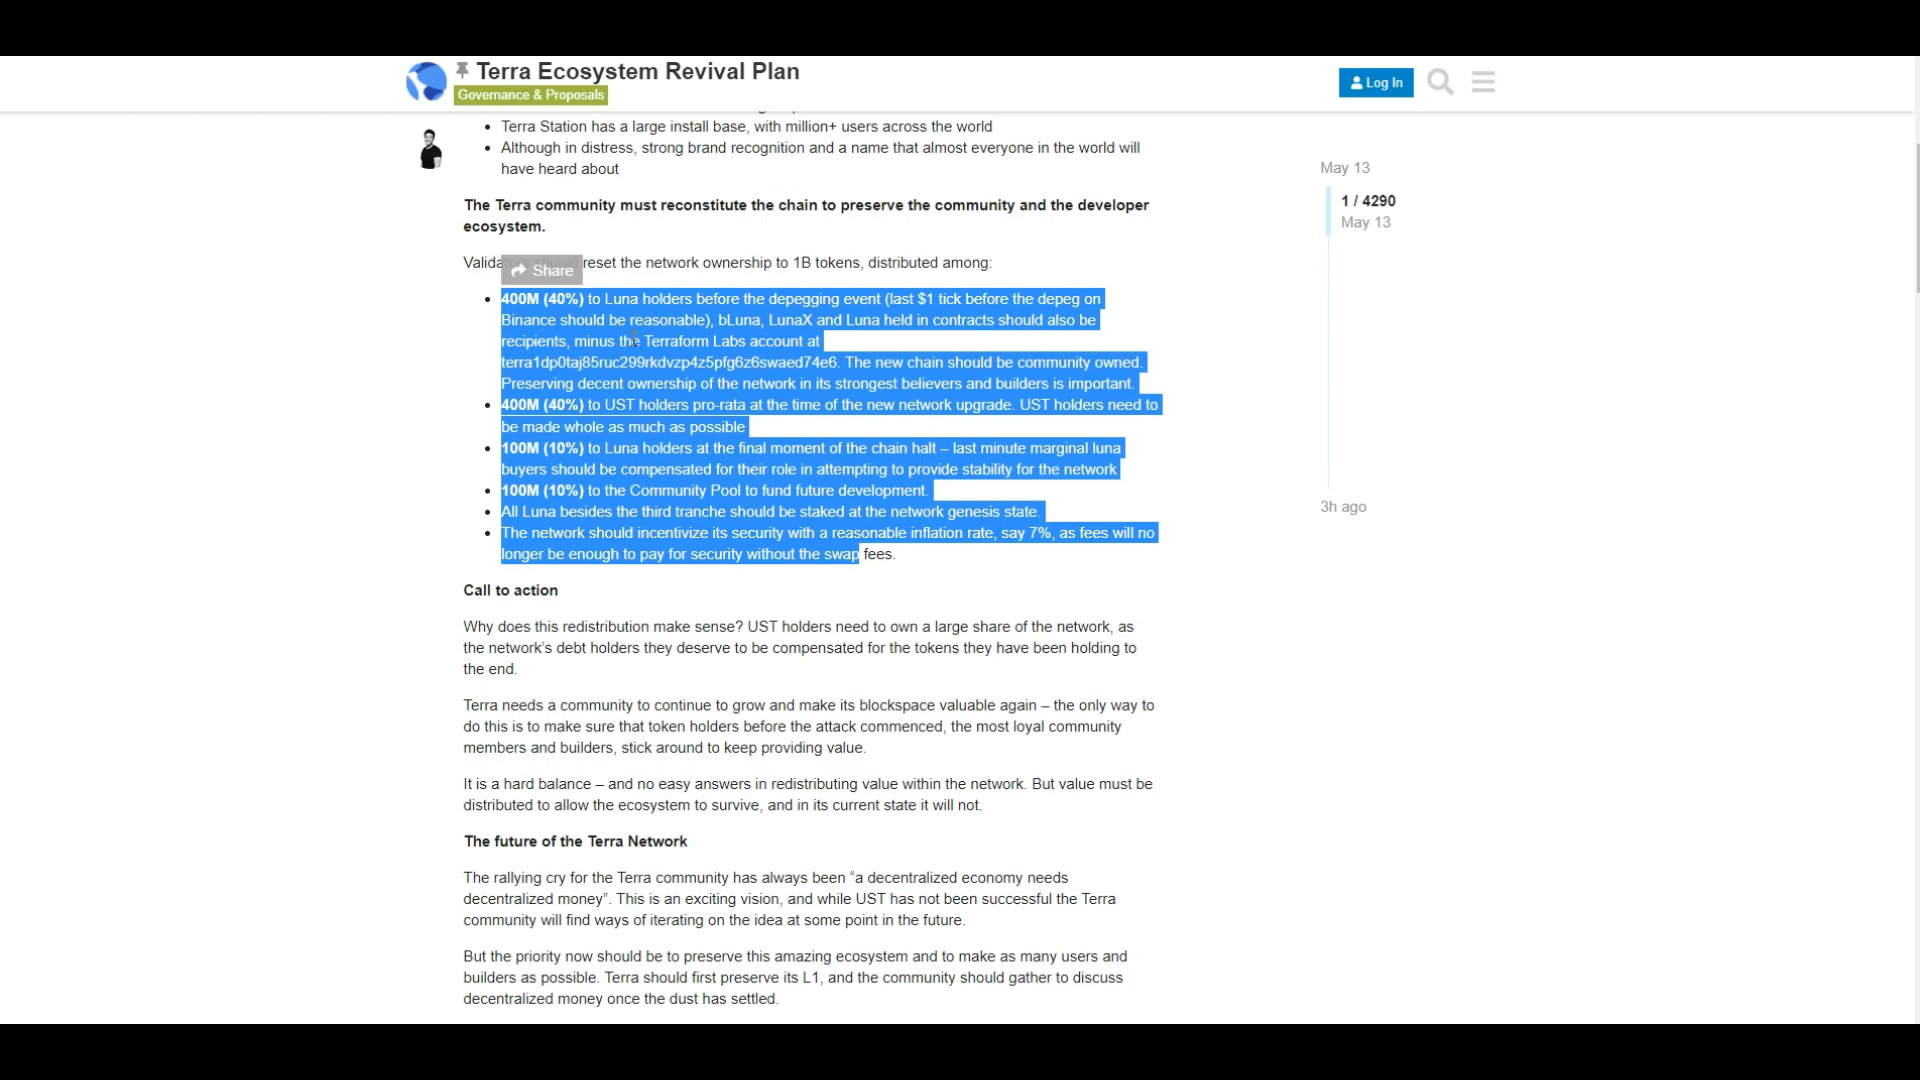 Terra Ecosystem Revival Plan
Governance & Proposals
Log In
Terra Station has a large install base, with million+ users across the world
Although in distress, strong brand recognition and a name that almost everyone in the world will
have heard about
The Terra community must reconstitute the chain to preserve the community and the developer
ecosystem.
Validators should reset the network ownership to 1B tokens, distributed among:
Share
400M (40%) to Luna holders before the depegging event (last $1 tick before the depeg on
Binance should be reasonable), bLuna, LunaX and Luna held in contracts should also be
recipients, minus the Terraform Labs account at
terra1dp0taj85ruc299rkdvzp4z5pfg6z6swaed74e6. The new chain should be community owned.
Preserving decent ownership of the network in its strongest believers and builders is important.
400M (40%) to UST holders pro-rata at the time of the new network upgrade. UST holders need to
be made whole as much as possible
100M (10%) to Luna holders at the final moment of the chain halt – last minute marginal luna
buyers should be compensated for their role in attempting to provide stability for the network
100M (10%) to the Community Pool to fund future development.
All Luna besides the third tranche should be staked at the network genesis state.
The network should incentivize its security with a reasonable inflation rate, say 7%, as fees will no
longer be enough to pay for security without the swap fees.
Call to action
Why does this redistribution make sense? UST holders need to own a large share of the network, as
the network’s debt holders they deserve to be compensated for the tokens they have been holding to
the end.
Terra needs a community to continue to grow and make its blockspace valuable again – the only way to
do this is to make sure that token holders before the attack commenced, the most loyal community
members and builders, stick around to keep providing value.
It is a hard balance – and no easy answers in redistributing value within the network. But value must be
distributed to allow the ecosystem to survive, and in its current state it will not.
The future of the Terra Network
The rallying cry for the Terra community has always been “a decentralized economy needs
decentralized money”. This is an exciting vision, and while UST has not been successful the Terra
community will find ways of iterating on the idea at some point in the future.
But the priority now should be to preserve this amazing ecosystem and to make as many users and
builders as possible. Terra should first preserve its L1, and the community should gather to discuss
decentralized money once the dust has settled.
May 13
1 / 4290
May 13
3h ago